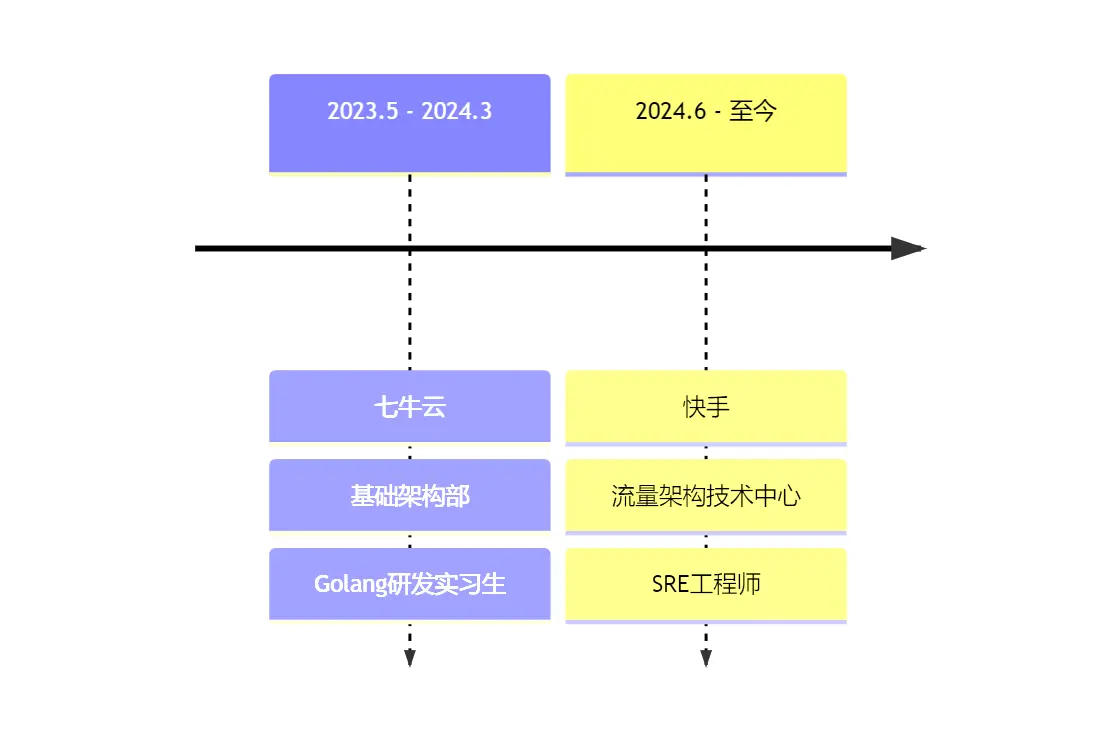 2023.5 - 2024.3
2024.6 - 至今
七牛云
快手
基础架构部
流量架构技术中心
Golang研发实习生
SRE工程师